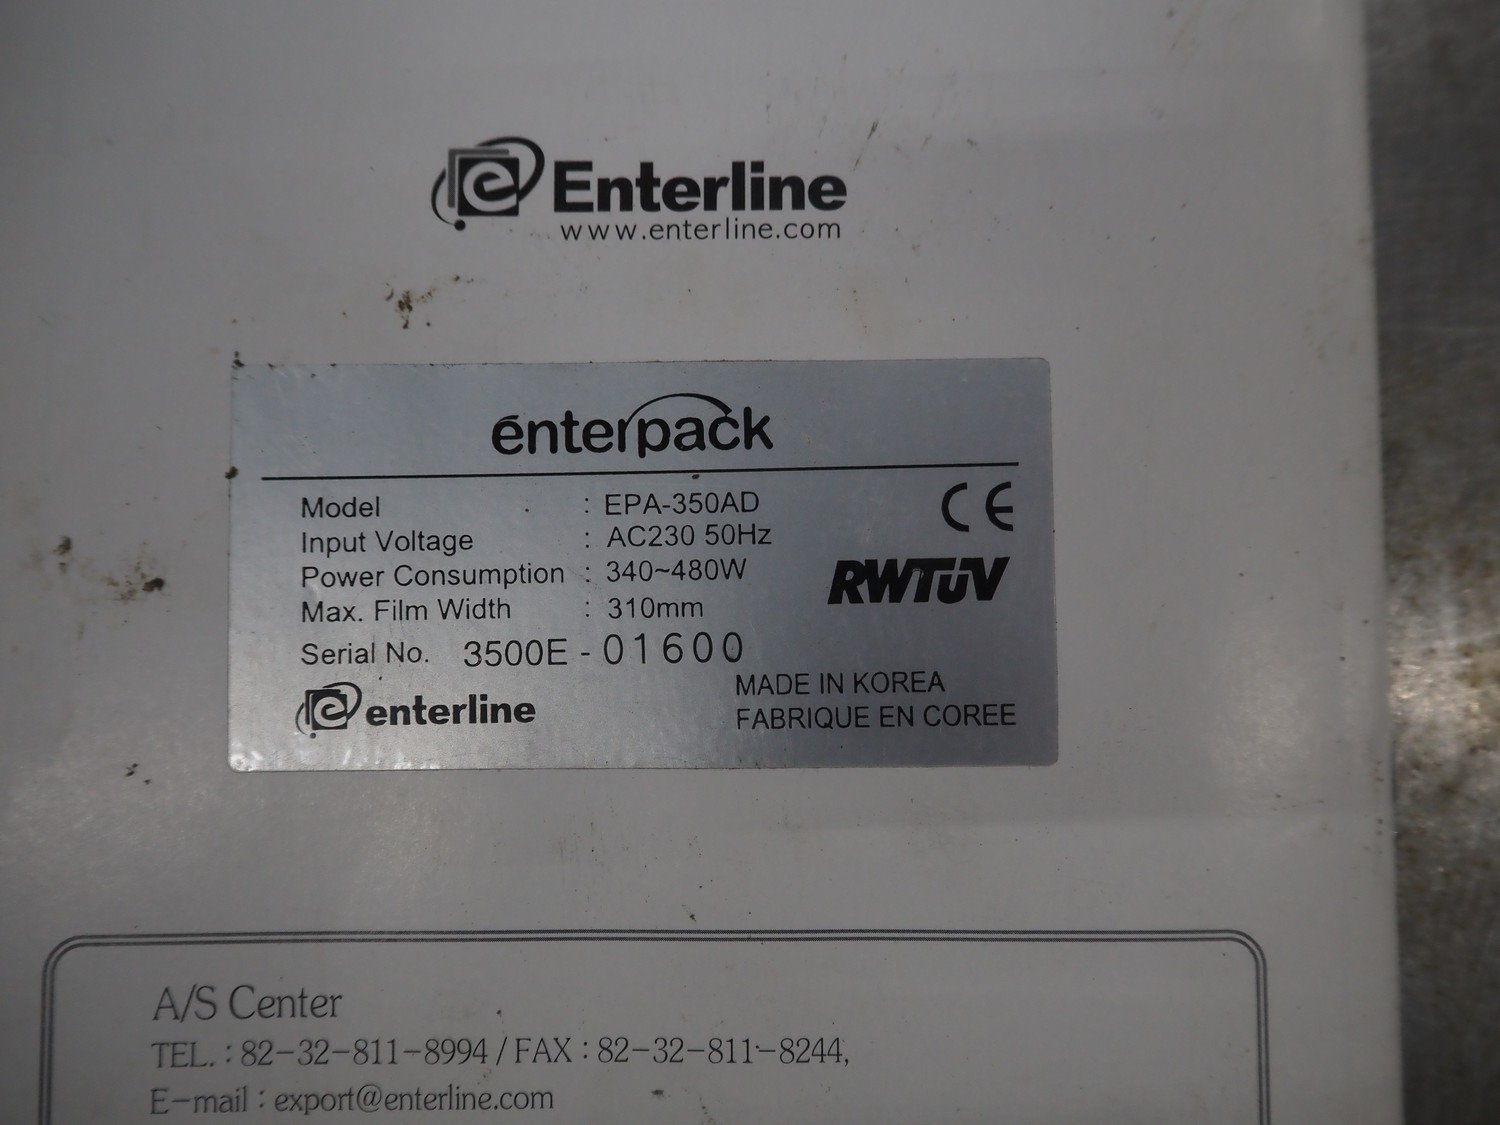 Enterline
www.enterline.com
enterpack
Model : EPA-350AD
Input Voltage : AC230 50Hz
Power Consumption : 340~480W
Max. Film Width : 310mm
Serial No. 3500E - 01600
CE
RWTÜV
enterline
MADE IN KOREA
FABRIQUE EN COREE
A/S Center
TEL. : 82-32-811-8994 / FAX : 82-32-811-8244,
E-mail : export@enterline.com